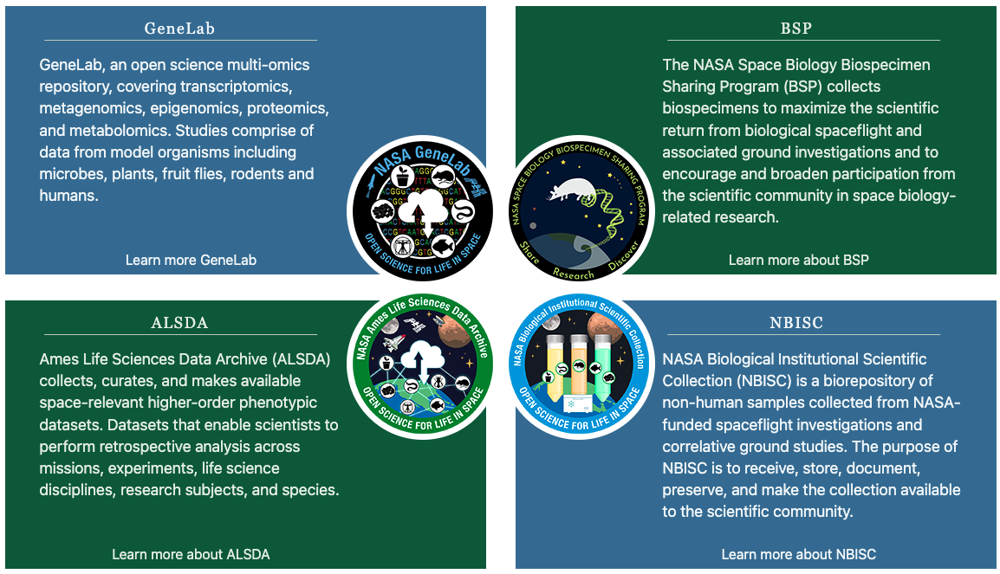 GeneLab
GeneLab, an open science multi-omics
repository, covering transcriptomics,
metagenomics, epigenomics, proteomics,
and metabolomics. Studies comprise of
data from model organisms including
microbes, plants, fruit flies, rodents and
humans.
Learn more GeneLab
NASA GeneLab
OPEN SCIENCE FOR LIFE IN SPACE
BSP
The NASA Space Biology Biospecimen
Sharing Program (BSP) collects
biospecimens to maximize the scientific
return from biological spaceflight and
associated ground investigations and to
encourage and broaden participation from
the scientific community in space biology-
related research.
Learn more about BSP
NASA SPACE BIOLOGY BIOSPECIMEN SHARING PROGRAM
Share Research Discover
ALSDA
Ames Life Sciences Data Archive (ALSDA)
collects, curates, and makes available
space-relevant higher-order phenotypic
datasets. Datasets that enable scientists to
perform retrospective analysis across
missions, experiments, life science
disciplines, research subjects, and species.
Learn more about ALSDA
NASA Ames Life Sciences Data Archive
OPEN SCIENCE FOR LIFE IN SPACE
NBISC
NASA Biological Institutional Scientific
Collection (NBISC) is a biorepository of
non-human samples collected from NASA-
funded spaceflight investigations and
correlative ground studies. The purpose of
NBISC is to receive, store, document,
preserve, and make the collection available
to the scientific community.
Learn more about NBISC
NASA Biological Institutional Scientific Collection
OPEN SCIENCE FOR LIFE IN SPACE